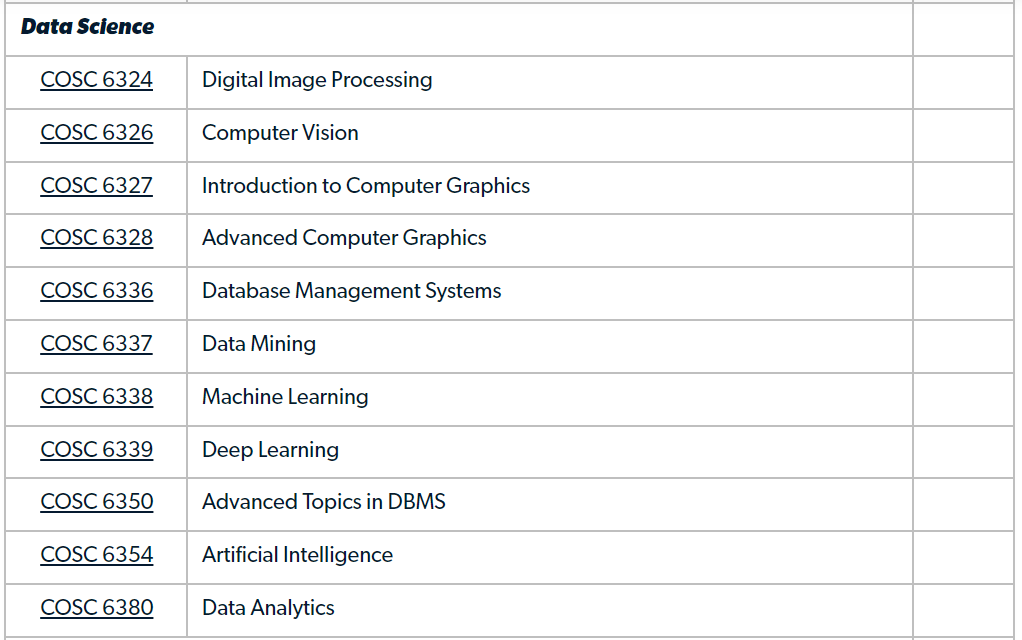 Data Science
COSC 6324 Digital Image Processing
COSC 6326 Computer Vision
COSC 6327 Introduction to Computer Graphics
COSC 6328 Advanced Computer Graphics
COSC 6336 Database Management Systems
COSC 6337 Data Mining
COSC 6338 Machine Learning
COSC 6339 Deep Learning
COSC 6350 Advanced Topics in DBMS
COSC 6354 Artificial Intelligence
COSC 6380 Data Analytics